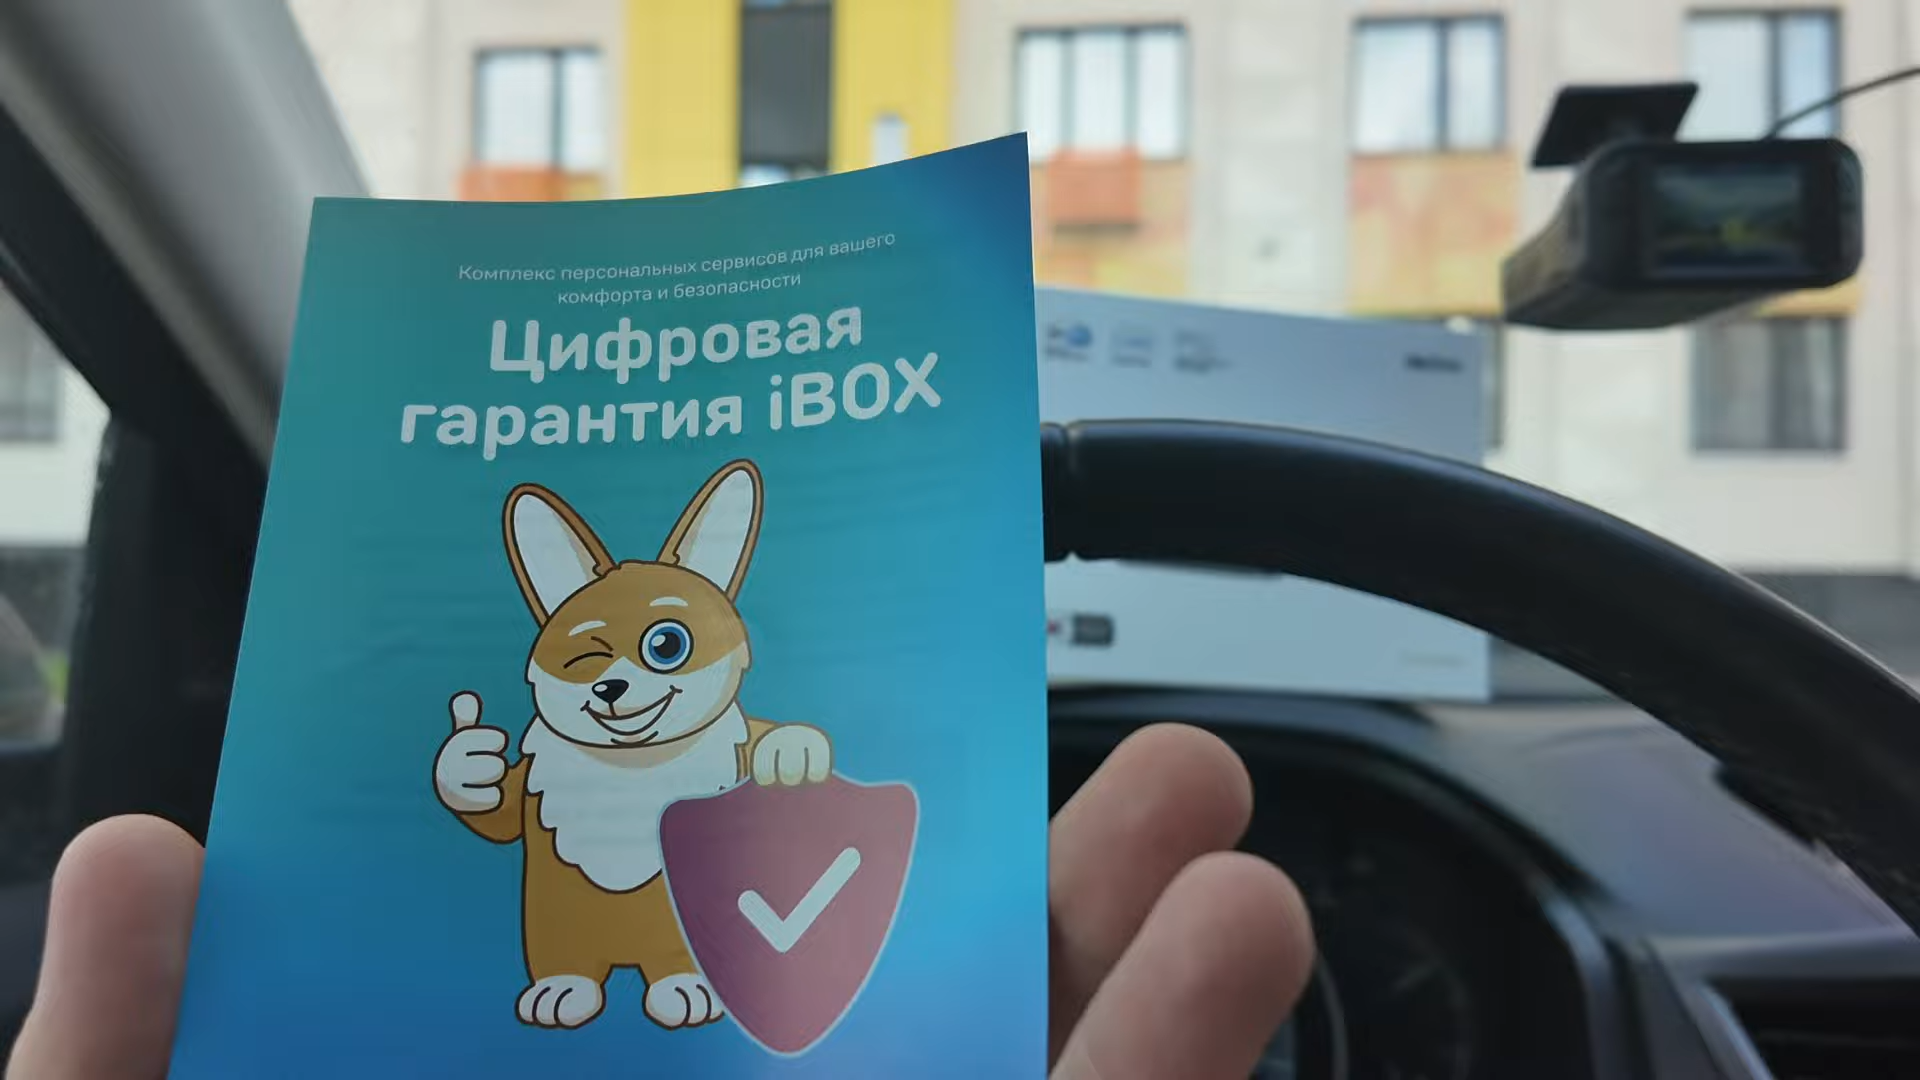 Комплекс персональных сервисов для вашего
комфорта и безопасности
Цифровая
гарантия iBOX